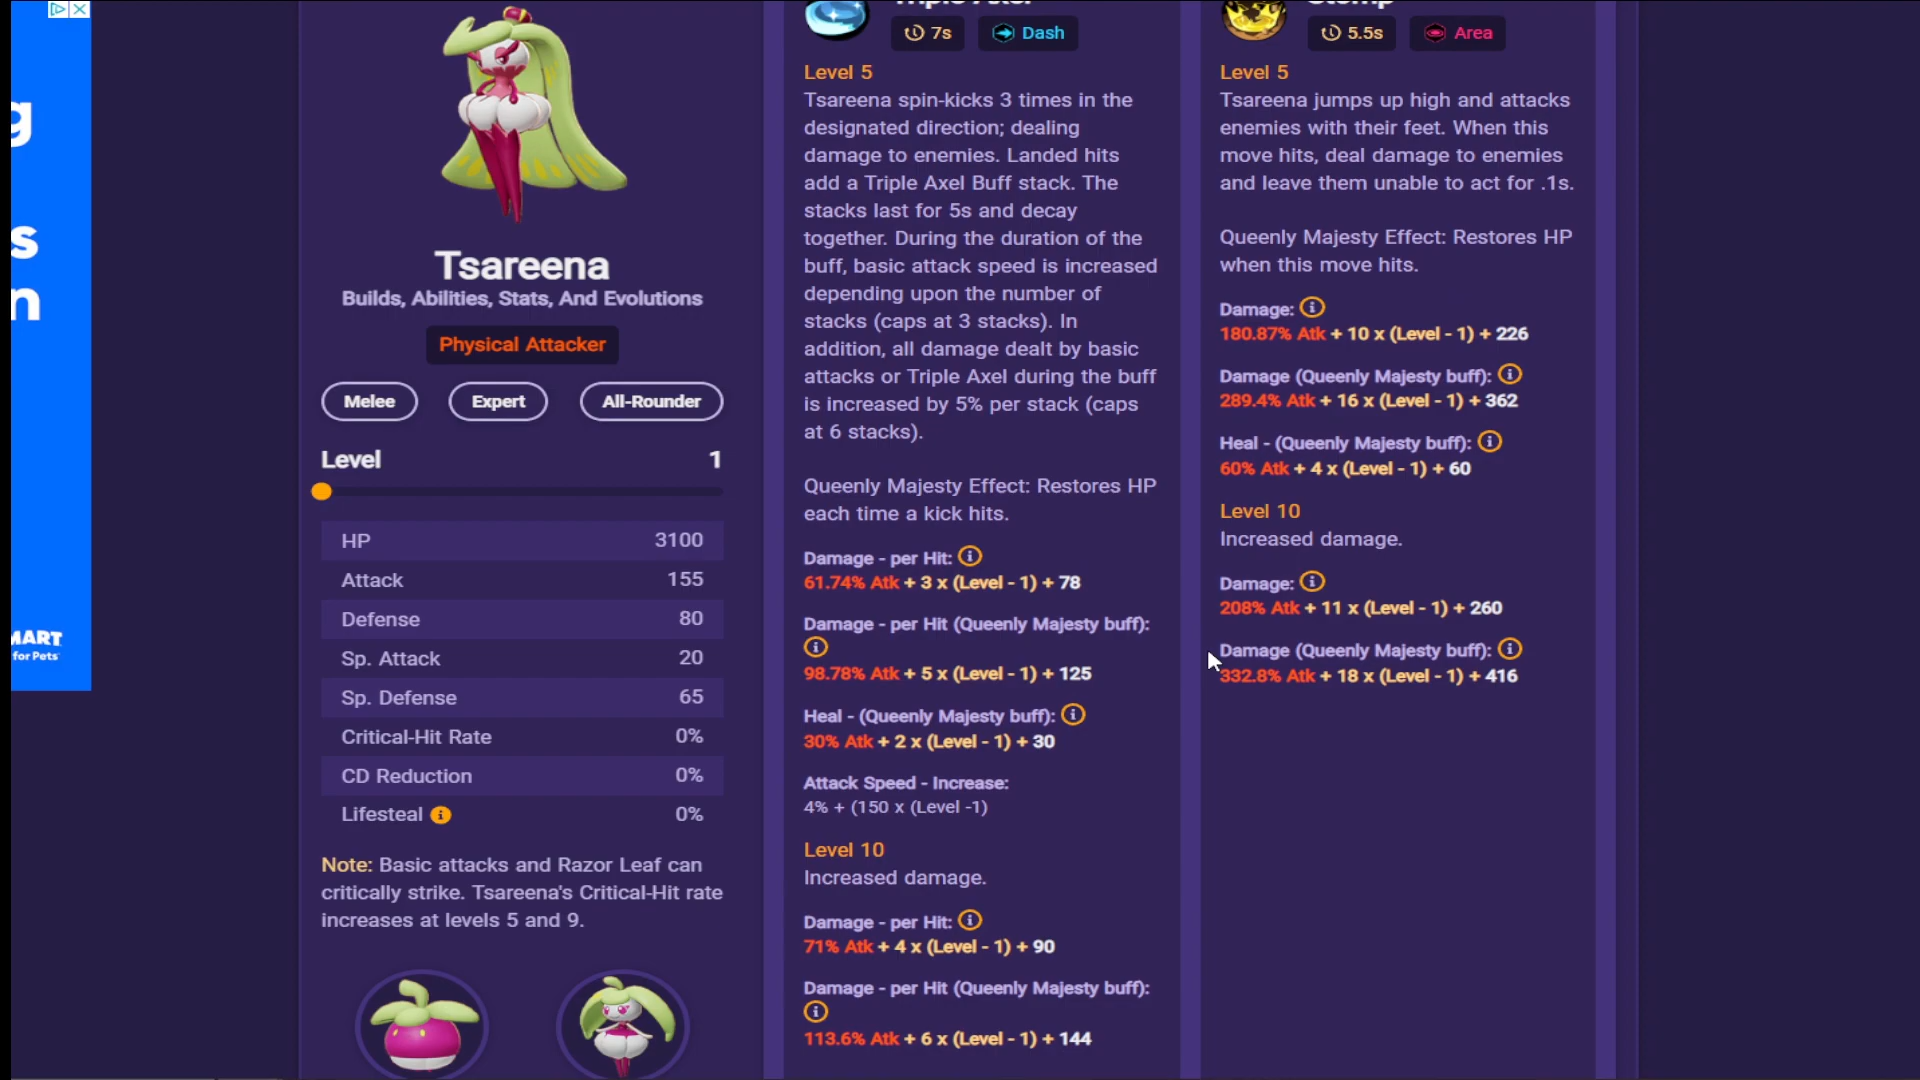 g
s
n
MART
for Pets
Tsareena
Builds, Abilities, Stats, And Evolutions
Physical Attacker
Melee
Expert
All-Rounder
Level 1
HP 3100
Attack 155
Defense 80
Sp. Attack 20
Sp. Defense 65
Critical-Hit Rate 0%
CD Reduction 0%
Lifesteal 0%
Note: Basic attacks and Razor Leaf can
critically strike. Tsareena's Critical-Hit rate
increases at levels 5 and 9.
Triple Axel
7s
Dash
Level 5
Tsareena spin-kicks 3 times in the
designated direction; dealing
damage to enemies. Landed hits
add a Triple Axel Buff stack. The
stacks last for 5s and decay
together. During the duration of the
buff, basic attack speed is increased
depending upon the number of
stacks (caps at 3 stacks). In
addition, all damage dealt by basic
attacks or Triple Axel during the buff
is increased by 5% per stack (caps
at 6 stacks).
Queenly Majesty Effect: Restores HP
each time a kick hits.
Damage - per Hit:
61.74% Atk + 3 x (Level - 1) + 78
Damage - per Hit (Queenly Majesty buff):
98.78% Atk + 5 x (Level - 1) + 125
Heal - (Queenly Majesty buff):
30% Atk + 2 x (Level - 1) + 30
Attack Speed - Increase:
4% + (150 x (Level -1)
Level 10
Increased damage.
Damage - per Hit:
71% Atk + 4 x (Level - 1) + 90
Damage - per Hit (Queenly Majesty buff):
113.6% Atk + 6 x (Level - 1) + 144
Stomp
5.5s
Area
Level 5
Tsareena jumps up high and attacks
enemies with their feet. When this
move hits, deal damage to enemies
and leave them unable to act for .1s.
Queenly Majesty Effect: Restores HP
when this move hits.
Damage:
180.87% Atk + 10 x (Level - 1) + 226
Damage (Queenly Majesty buff):
289.4% Atk + 16 x (Level - 1) + 362
Heal - (Queenly Majesty buff):
60% Atk + 4 x (Level - 1) + 60
Level 10
Increased damage.
Damage:
208% Atk + 11 x (Level - 1) + 260
Damage (Queenly Majesty buff):
332.8% Atk + 18 x (Level - 1) + 416